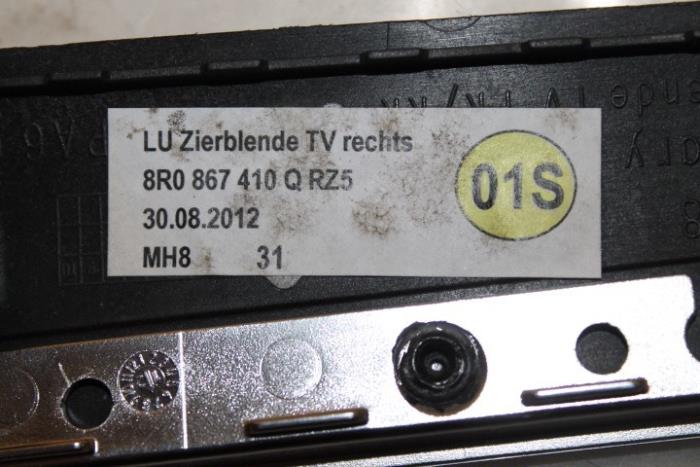 LU Zierblende TV rechts
8R0 867 410 Q RZ5
30.08.2012
MH8 31
01S